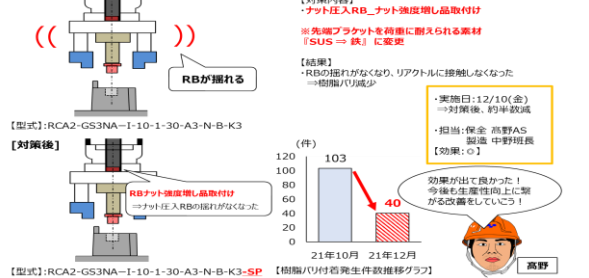 【対策内容】
・ナット圧入RB_ナット強度増し品取付け
※先端ブラケットを荷重に耐えられる素材
『SUS ⇒ 鉄』 に変更
【結果】
・RBの揺れがなくなり、リアクトルに接触しなくなった
⇒樹脂バリ減少
RBが揺れる
【型式】:RCA2-GS3NA-I-10-1-30-A3-N-B-K3
・実施日:12/10(金)
⇒対策後、約半数減
・担当:保全 髙野AS
製造 中野班長
【効果:◎】
[対策後]
RBナット強度増し品取付け
⇒ナット圧入RBの揺れがなくなった
【型式】:RCA2-GS3NA-I-10-1-30-A3-N-B-K3-SP
(件)
120
100
80
60
40
20
0
103
40
21年10月
21年12月
【樹脂バリ付着発生件数推移グラフ】
効果が出て良かった！
今後も生産性向上に繋
がる改善をしていこう！
髙野